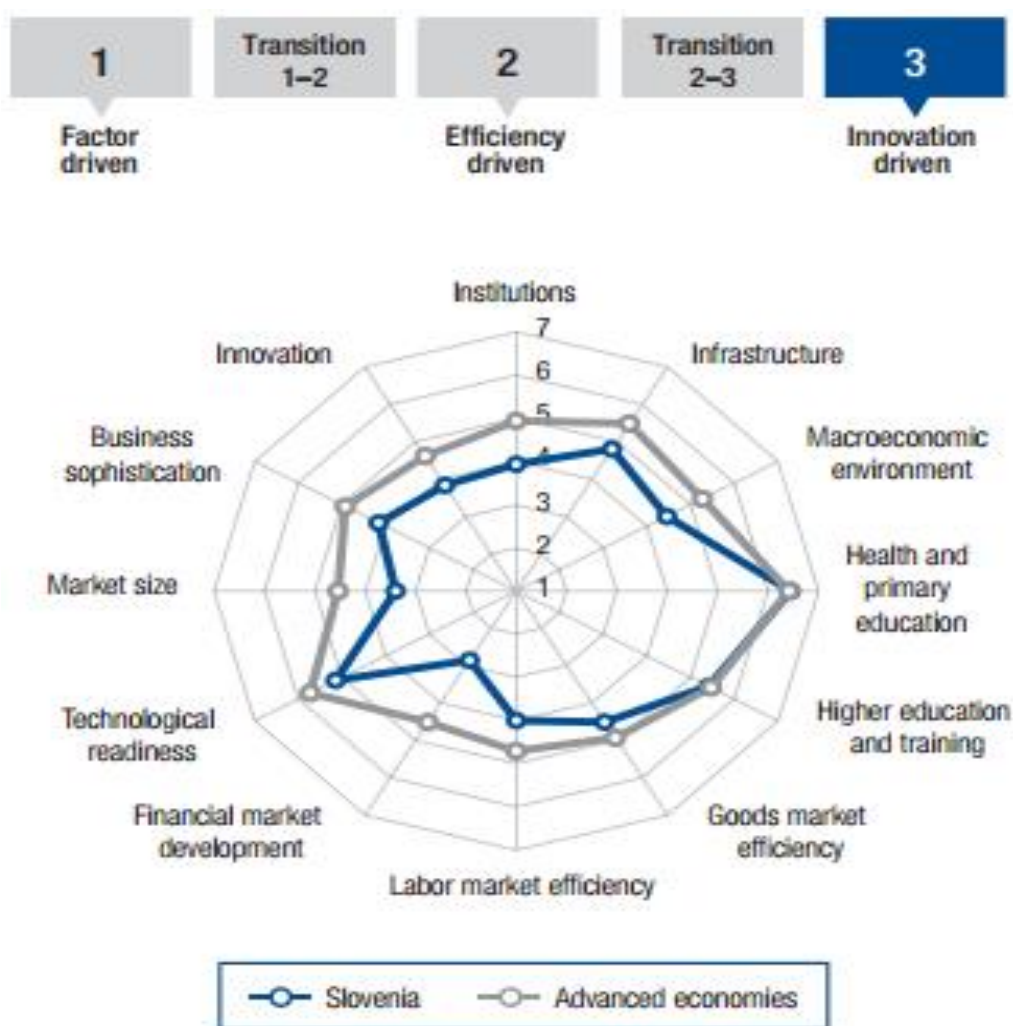 1
Transition
1–2
2
Transition
2–3
3
Factor
driven
Efficiency
driven
Innovation
driven
Institutions
7
6
5
4
3
2
1
Infrastructure
Macroeconomic
environment
Health and
primary
education
Higher education
and training
Goods market
efficiency
Labor market efficiency
Financial market
development
Technological
readiness
Market size
Business
sophistication
Innovation
Slovenia
Advanced economies